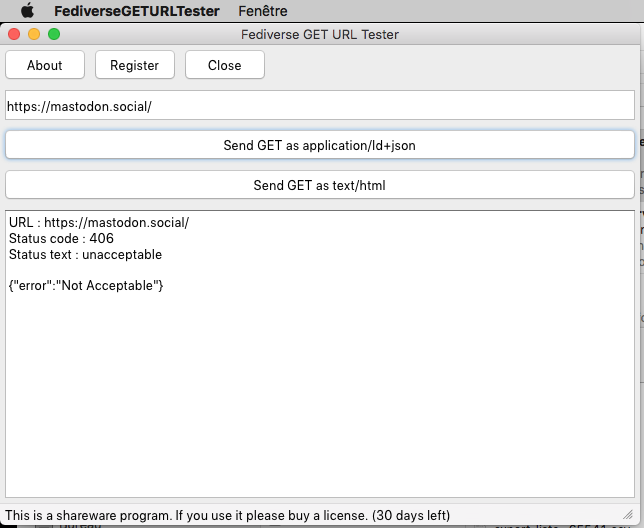 FediverseGETURLTester Fenêtre
Fediverse GET URL Tester
About Register Close
https://mastodon.social/
Send GET as application/ld+json
Send GET as text/html
URL : https://mastodon.social/
Status code : 406
Status text : unacceptable
{"error":"Not Acceptable"}
This is a shareware program. If you use it please buy a license. (30 days left)